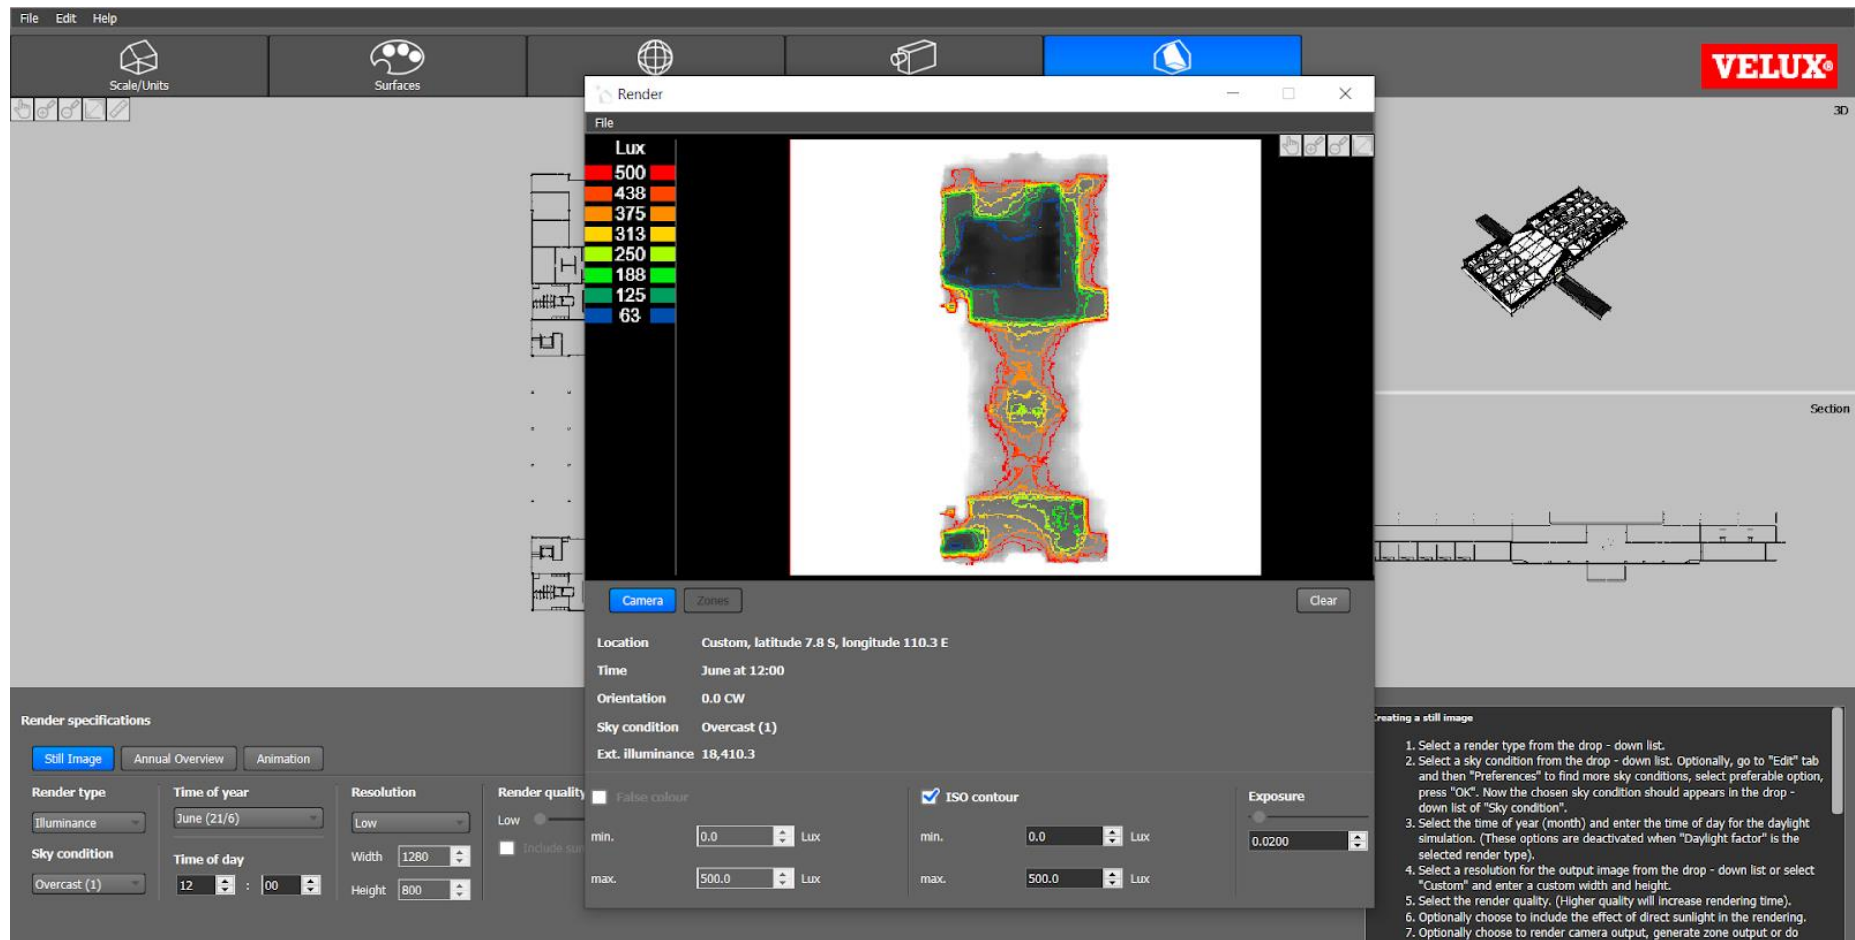 File Edit Help
Scale/Units
Surfaces
VELUX®
Render
3D
File
Lux
500
438
375
313
250
188
125
63
Section
Camera Zones Clear
Location Custom, latitude 7.8 S, longitude 110.3 E
Time June at 12:00
Orientation 0.0 CW
Sky condition Overcast (1)
Ext. illuminance 18,410.3
False colour ISO contour Exposure
min. 0.0 Lux min. 0.0 Lux 0.0200
max. 500.0 Lux max. 500.0 Lux
Render specifications
Still Image Annual Overview Animation
Render type Time of year Resolution Render quality
Illuminance June (21/6) Low Low
Sky condition Time of day Width 1280 Include sun
Overcast (1) 12 : 00 Height 800
Creating a still image
1. Select a render type from the drop - down list.
2. Select a sky condition from the drop - down list. Optionally, go to "Edit" tab
and then "Preferences" to find more sky conditions, select preferable option,
press "OK". Now the chosen sky condition should appears in the drop -
down list of "Sky condition".
3. Select the time of year (month) and enter the time of day for the daylight
simulation. (These options are deactivated when "Daylight factor" is the
selected render type).
4. Select a resolution for the output image from the drop - down list or select
"Custom" and enter a custom width and height.
5. Select the render quality. (Higher quality will increase rendering time).
6. Optionally choose to include the effect of direct sunlight in the rendering.
7. Optionally choose to render camera output, generate zone output or do